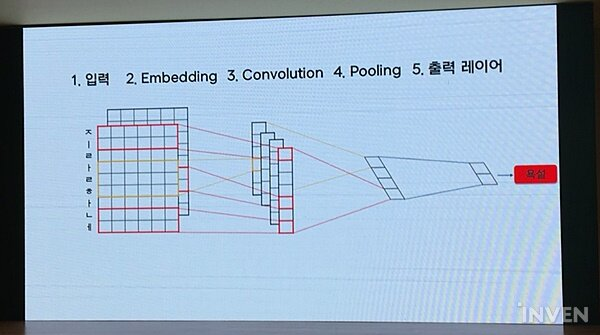 1. 입력 2. Embedding 3. Convolution 4. Pooling 5. 출력 레이어
ㅈ
ㅣ
ㄹ
ㅏ
ㄹ
ㅎ
ㅏ
ㄴ
ㅔ
욕설
INVEN